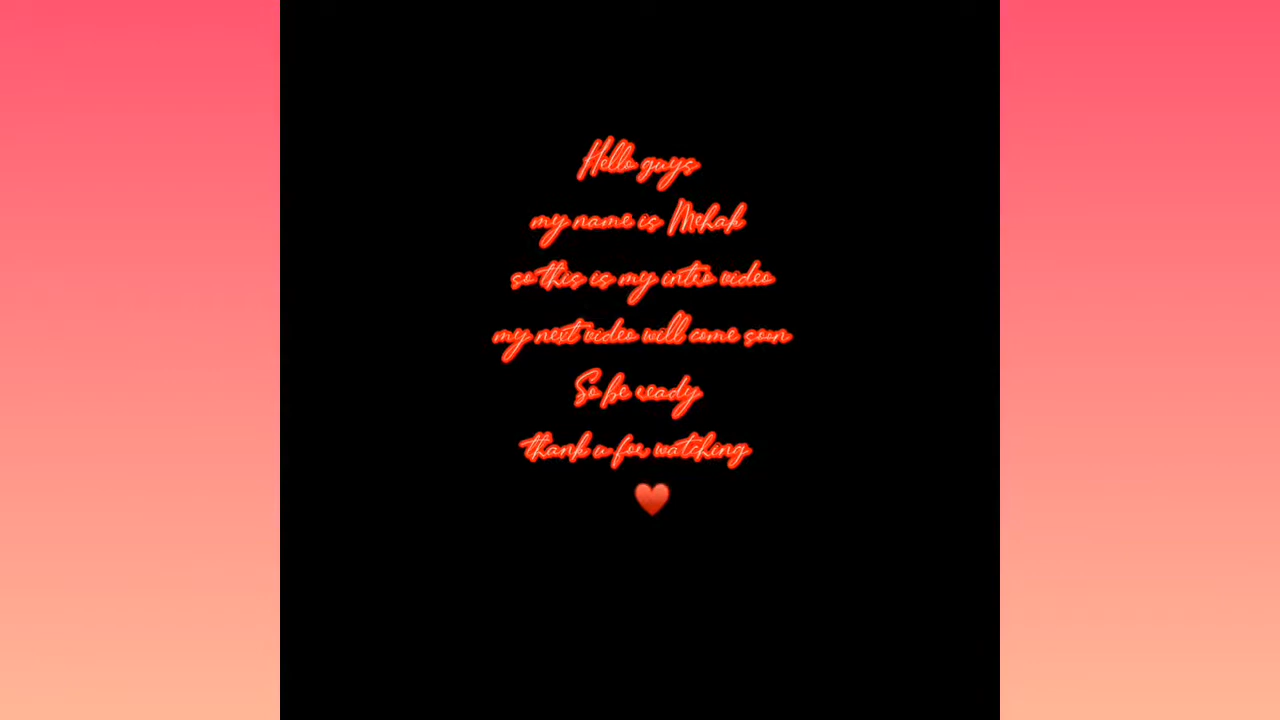 Hello guys
my name is Mehak
so this is my intro video
my next video will come soon
So be ready
thank u for watching
❤️